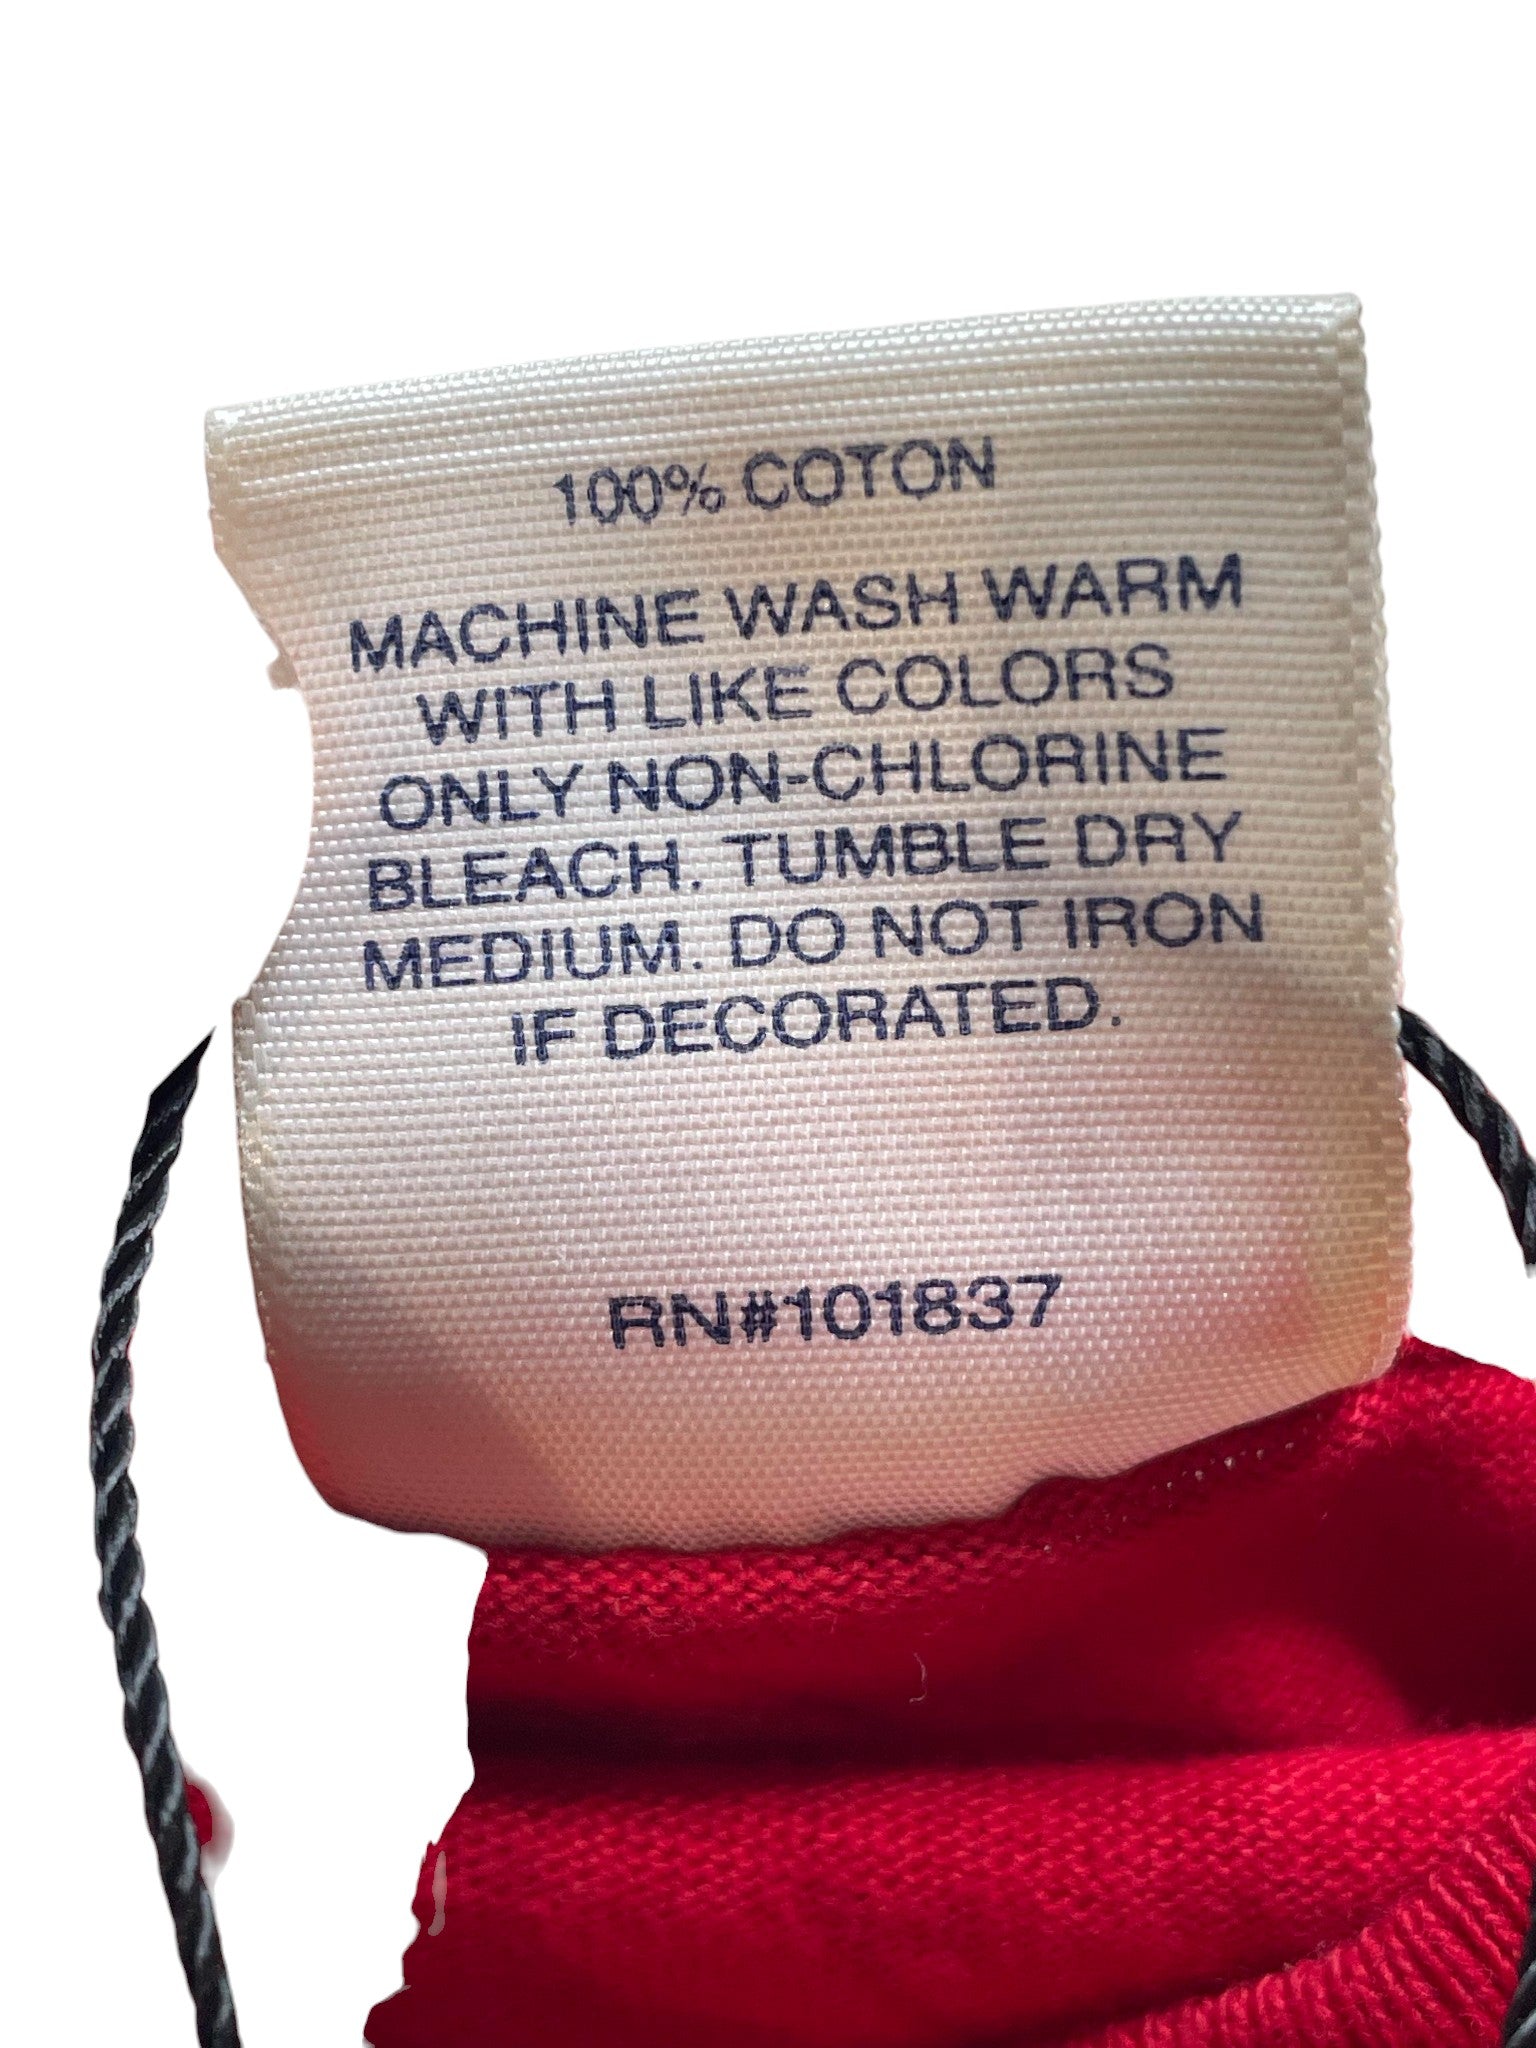 100% COTON
MACHINE WASH WARM
WITH LIKE COLORS
ONLY NON-CHLORINE
BLEACH. TUMBLE DRY
MEDIUM. DO NOT IRON
IF DECORATED.
RN#101837